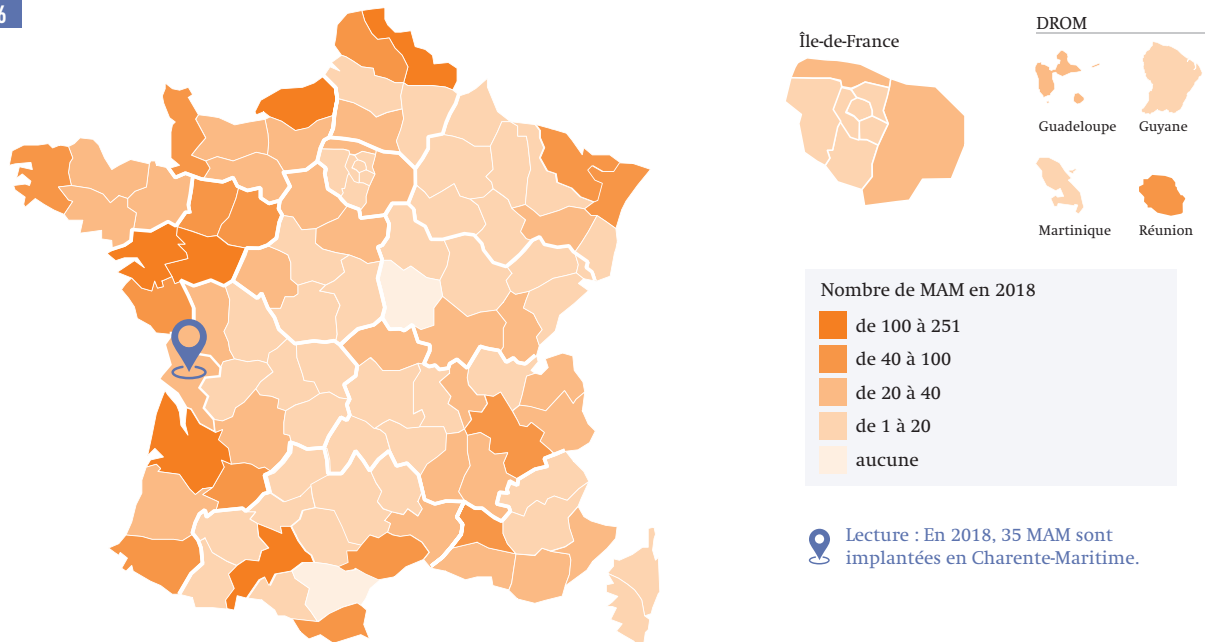 6
Île-de-France
DROM
Guadeloupe
Guyane
Martinique
Réunion
Nombre de MAM en 2018
de 100 à 251
de 40 à 100
de 20 à 40
de 1 à 20
aucune
Lecture : En 2018, 35 MAM sont
implantées en Charente-Maritime.